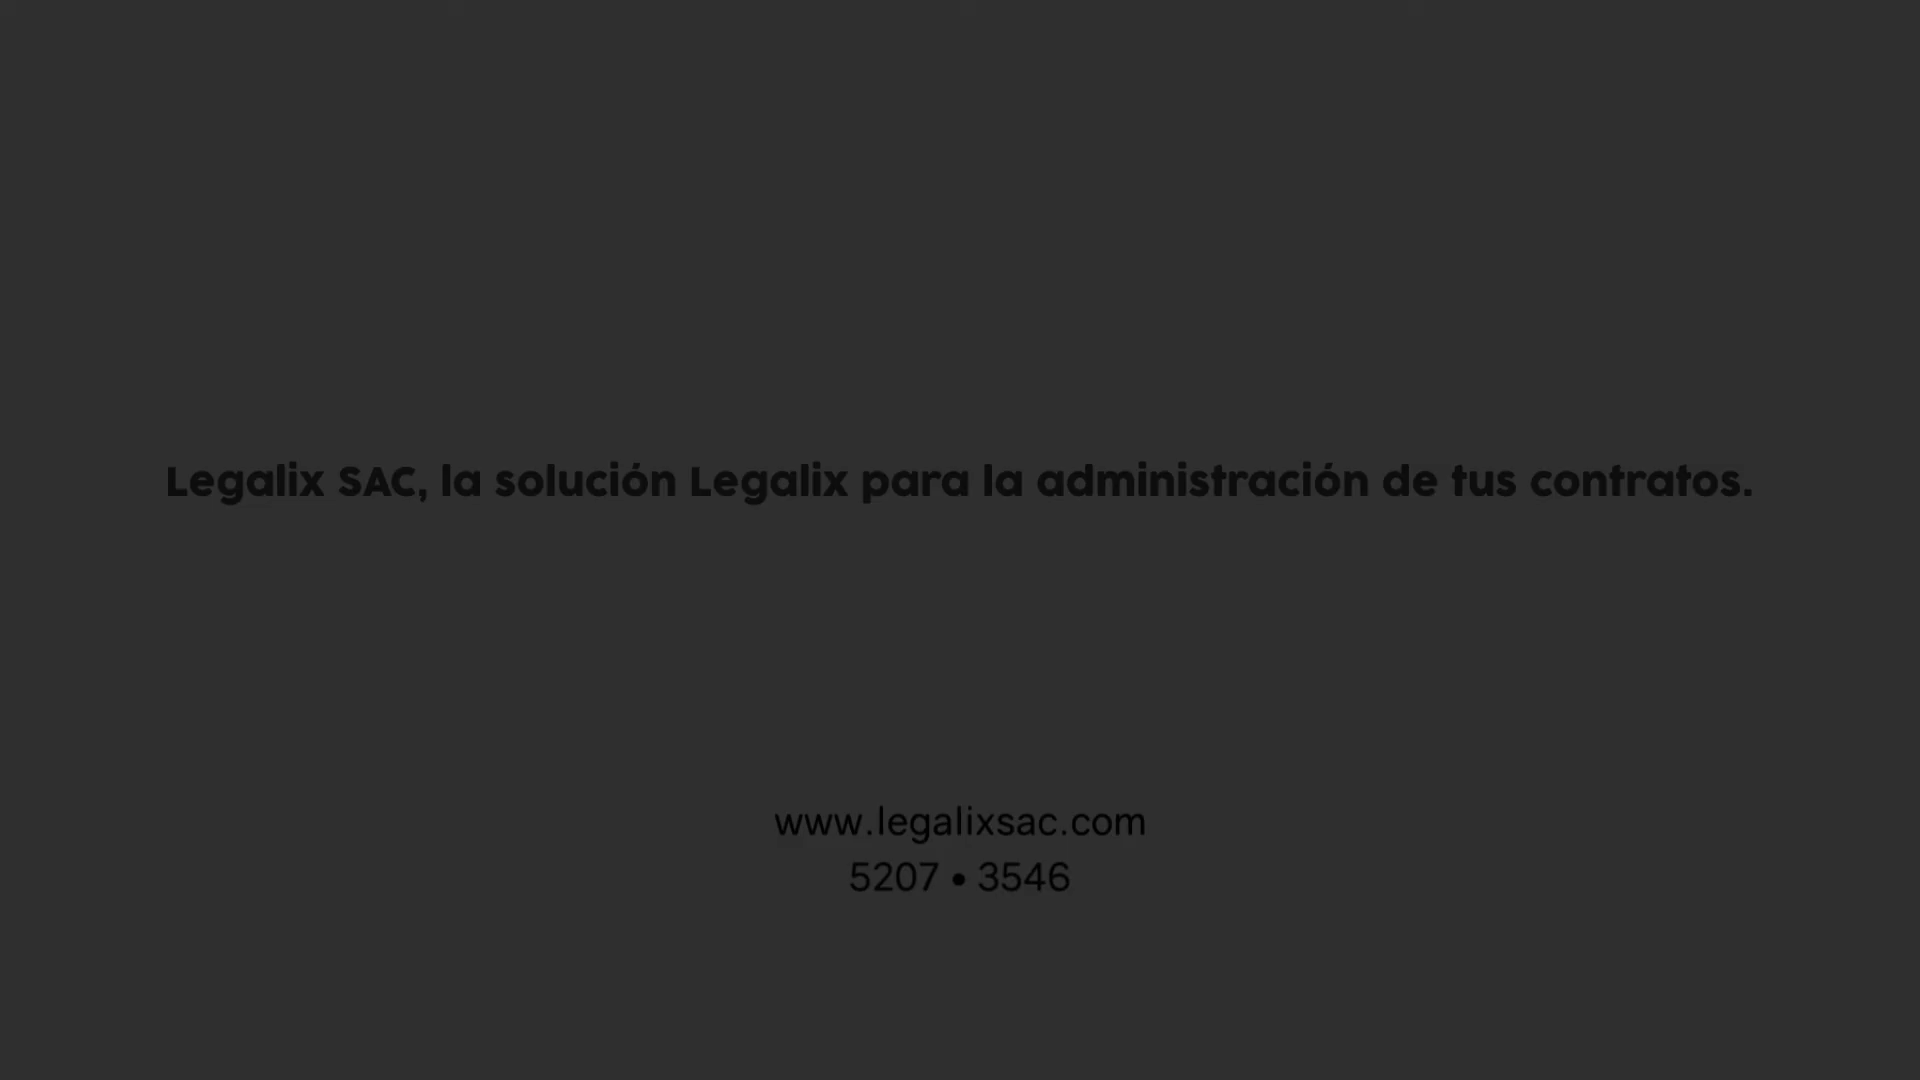 Legalix SAC, la solución Legalix para la administración de tus contratos.
www.legalixsac.com
5207 • 3546